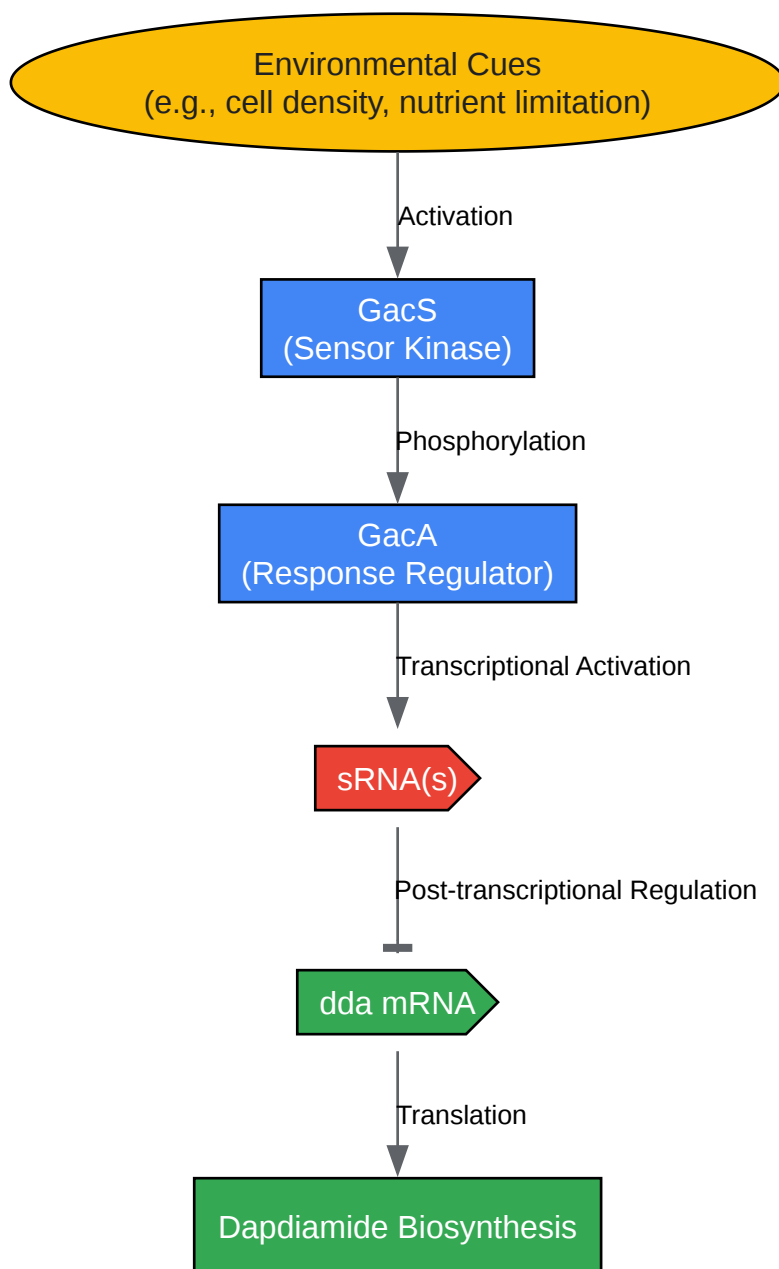 Environmental Cues
(e.g., cell density, nutrient limitation)
Activation
GacS
(Sensor Kinase)
Phosphorylation
GacA
(Response Regulator)
Transcriptional Activation
sRNA(s)
Post-transcriptional Regulation
dda mRNA
Translation
Dapdiamide Biosynthesis